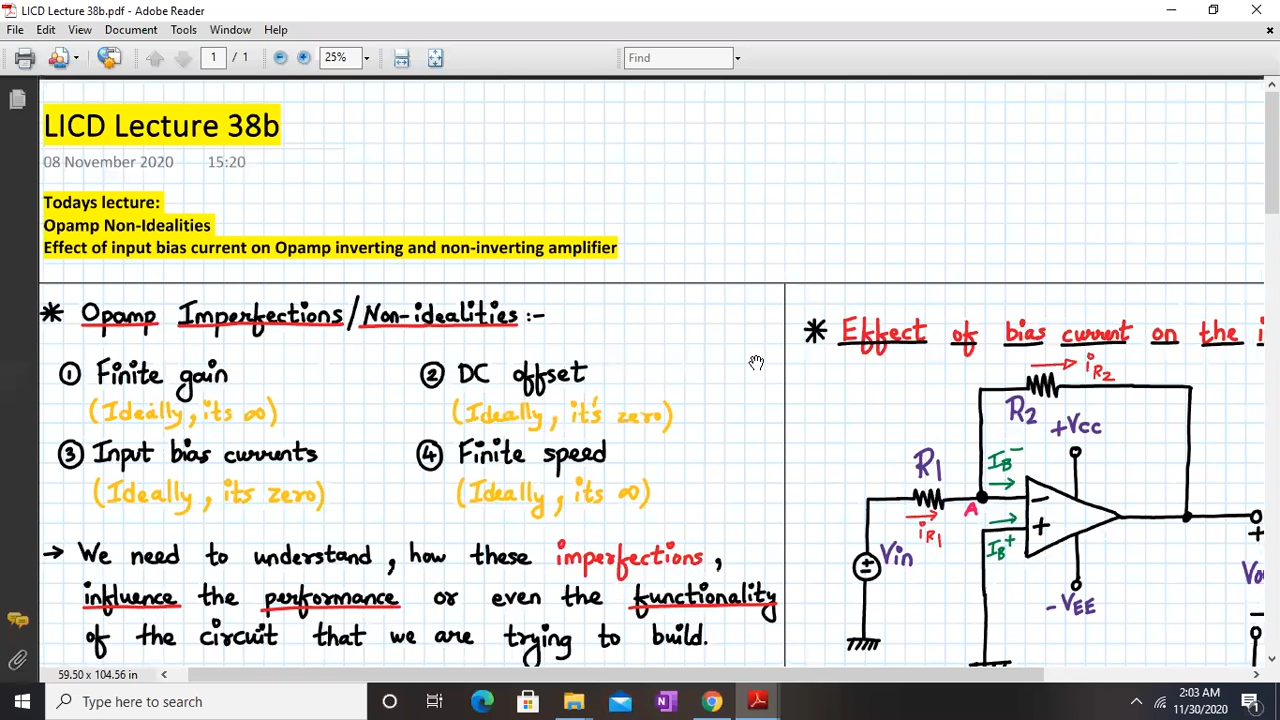 LICD Lecture 38b.pdf - Adobe Reader
File Edit View Document Tools Window Help
1 / 1 25% Find
LICD Lecture 38b
08 November 2020 15:20
Todays lecture:
Opamp Non-Idealities
Effect of input bias current on Opamp inverting and non-inverting amplifier
* Opamp Imperfections/Non-idealities :-
① Finite gain ② DC offset
(Ideally, its ∞) (Ideally, it's zero)
③ Input bias currents ④ Finite speed
(Ideally, its zero) (Ideally, its ∞)
→ We need to understand, how these imperfections,
influence the performance or even the functionality
of the circuit that we are trying to build.
* Effect of bias current on the i
iR2
R2
+Vcc
R1
IB-
A
iR1
IB+
Vin
-VEE
+
-
59.50 x 104.56 in
Type here to search
2:03 AM
11/30/2020